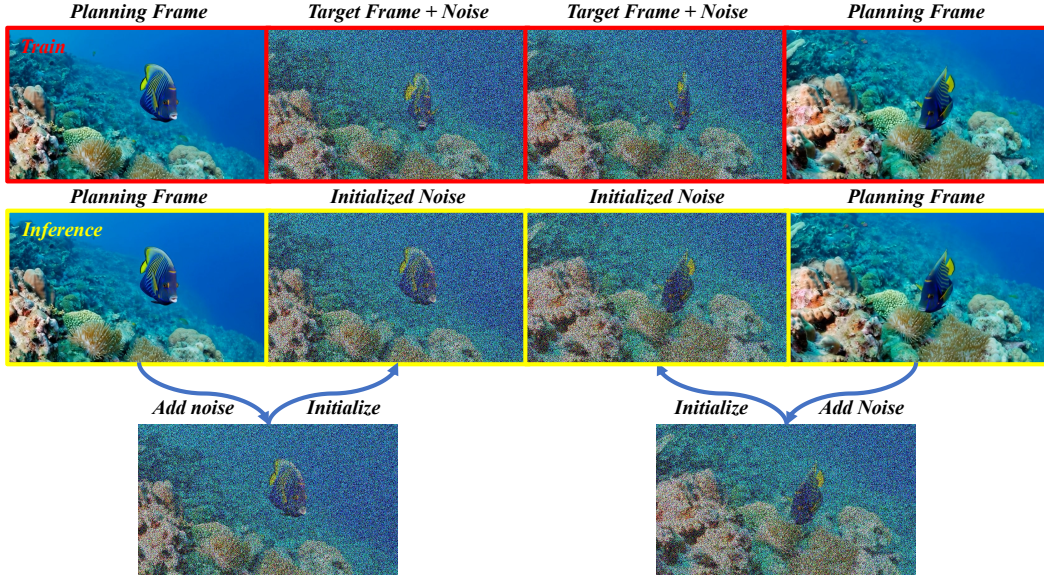 Planning Frame
Target Frame + Noise
Target Frame + Noise
Planning Frame
Train
Planning Frame
Initialized Noise
Initialized Noise
Planning Frame
Inference
Add noise
Initialize
Initialize
Add Noise